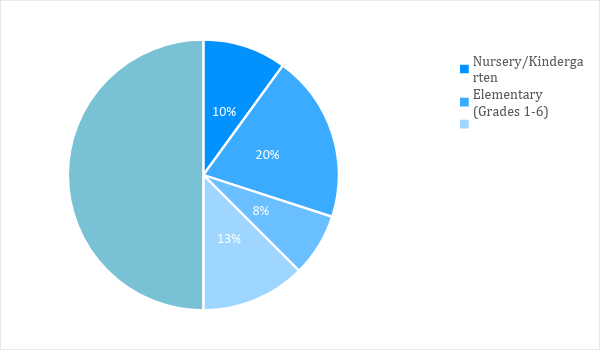 10%
20%
8%
13%
Nursery/Kinderga
rten
Elementary
(Grades 1-6)